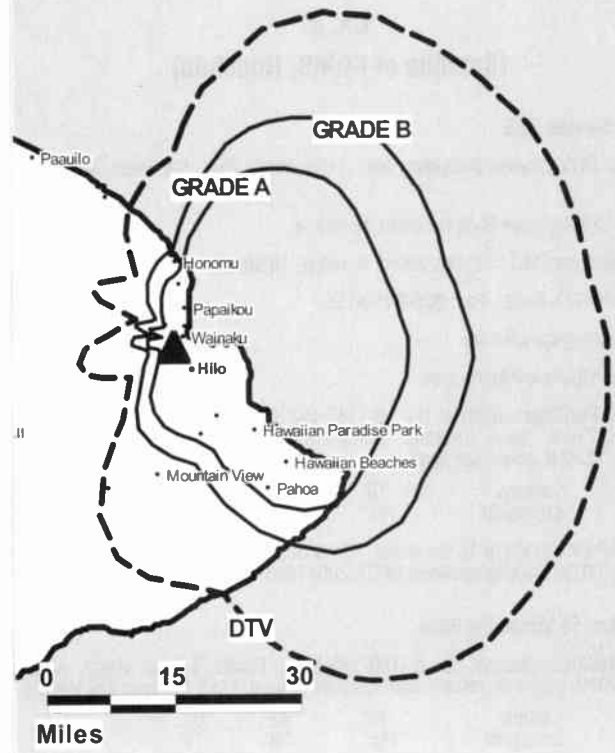 GRADE B
Paauilo
GRADE A
Honomu
Papaikou
Wainaku
Hilo
Hawaiian Paradise Park
Hawaiian Beaches
Mountain View
Pahoa
DTV
0 15 30
Miles